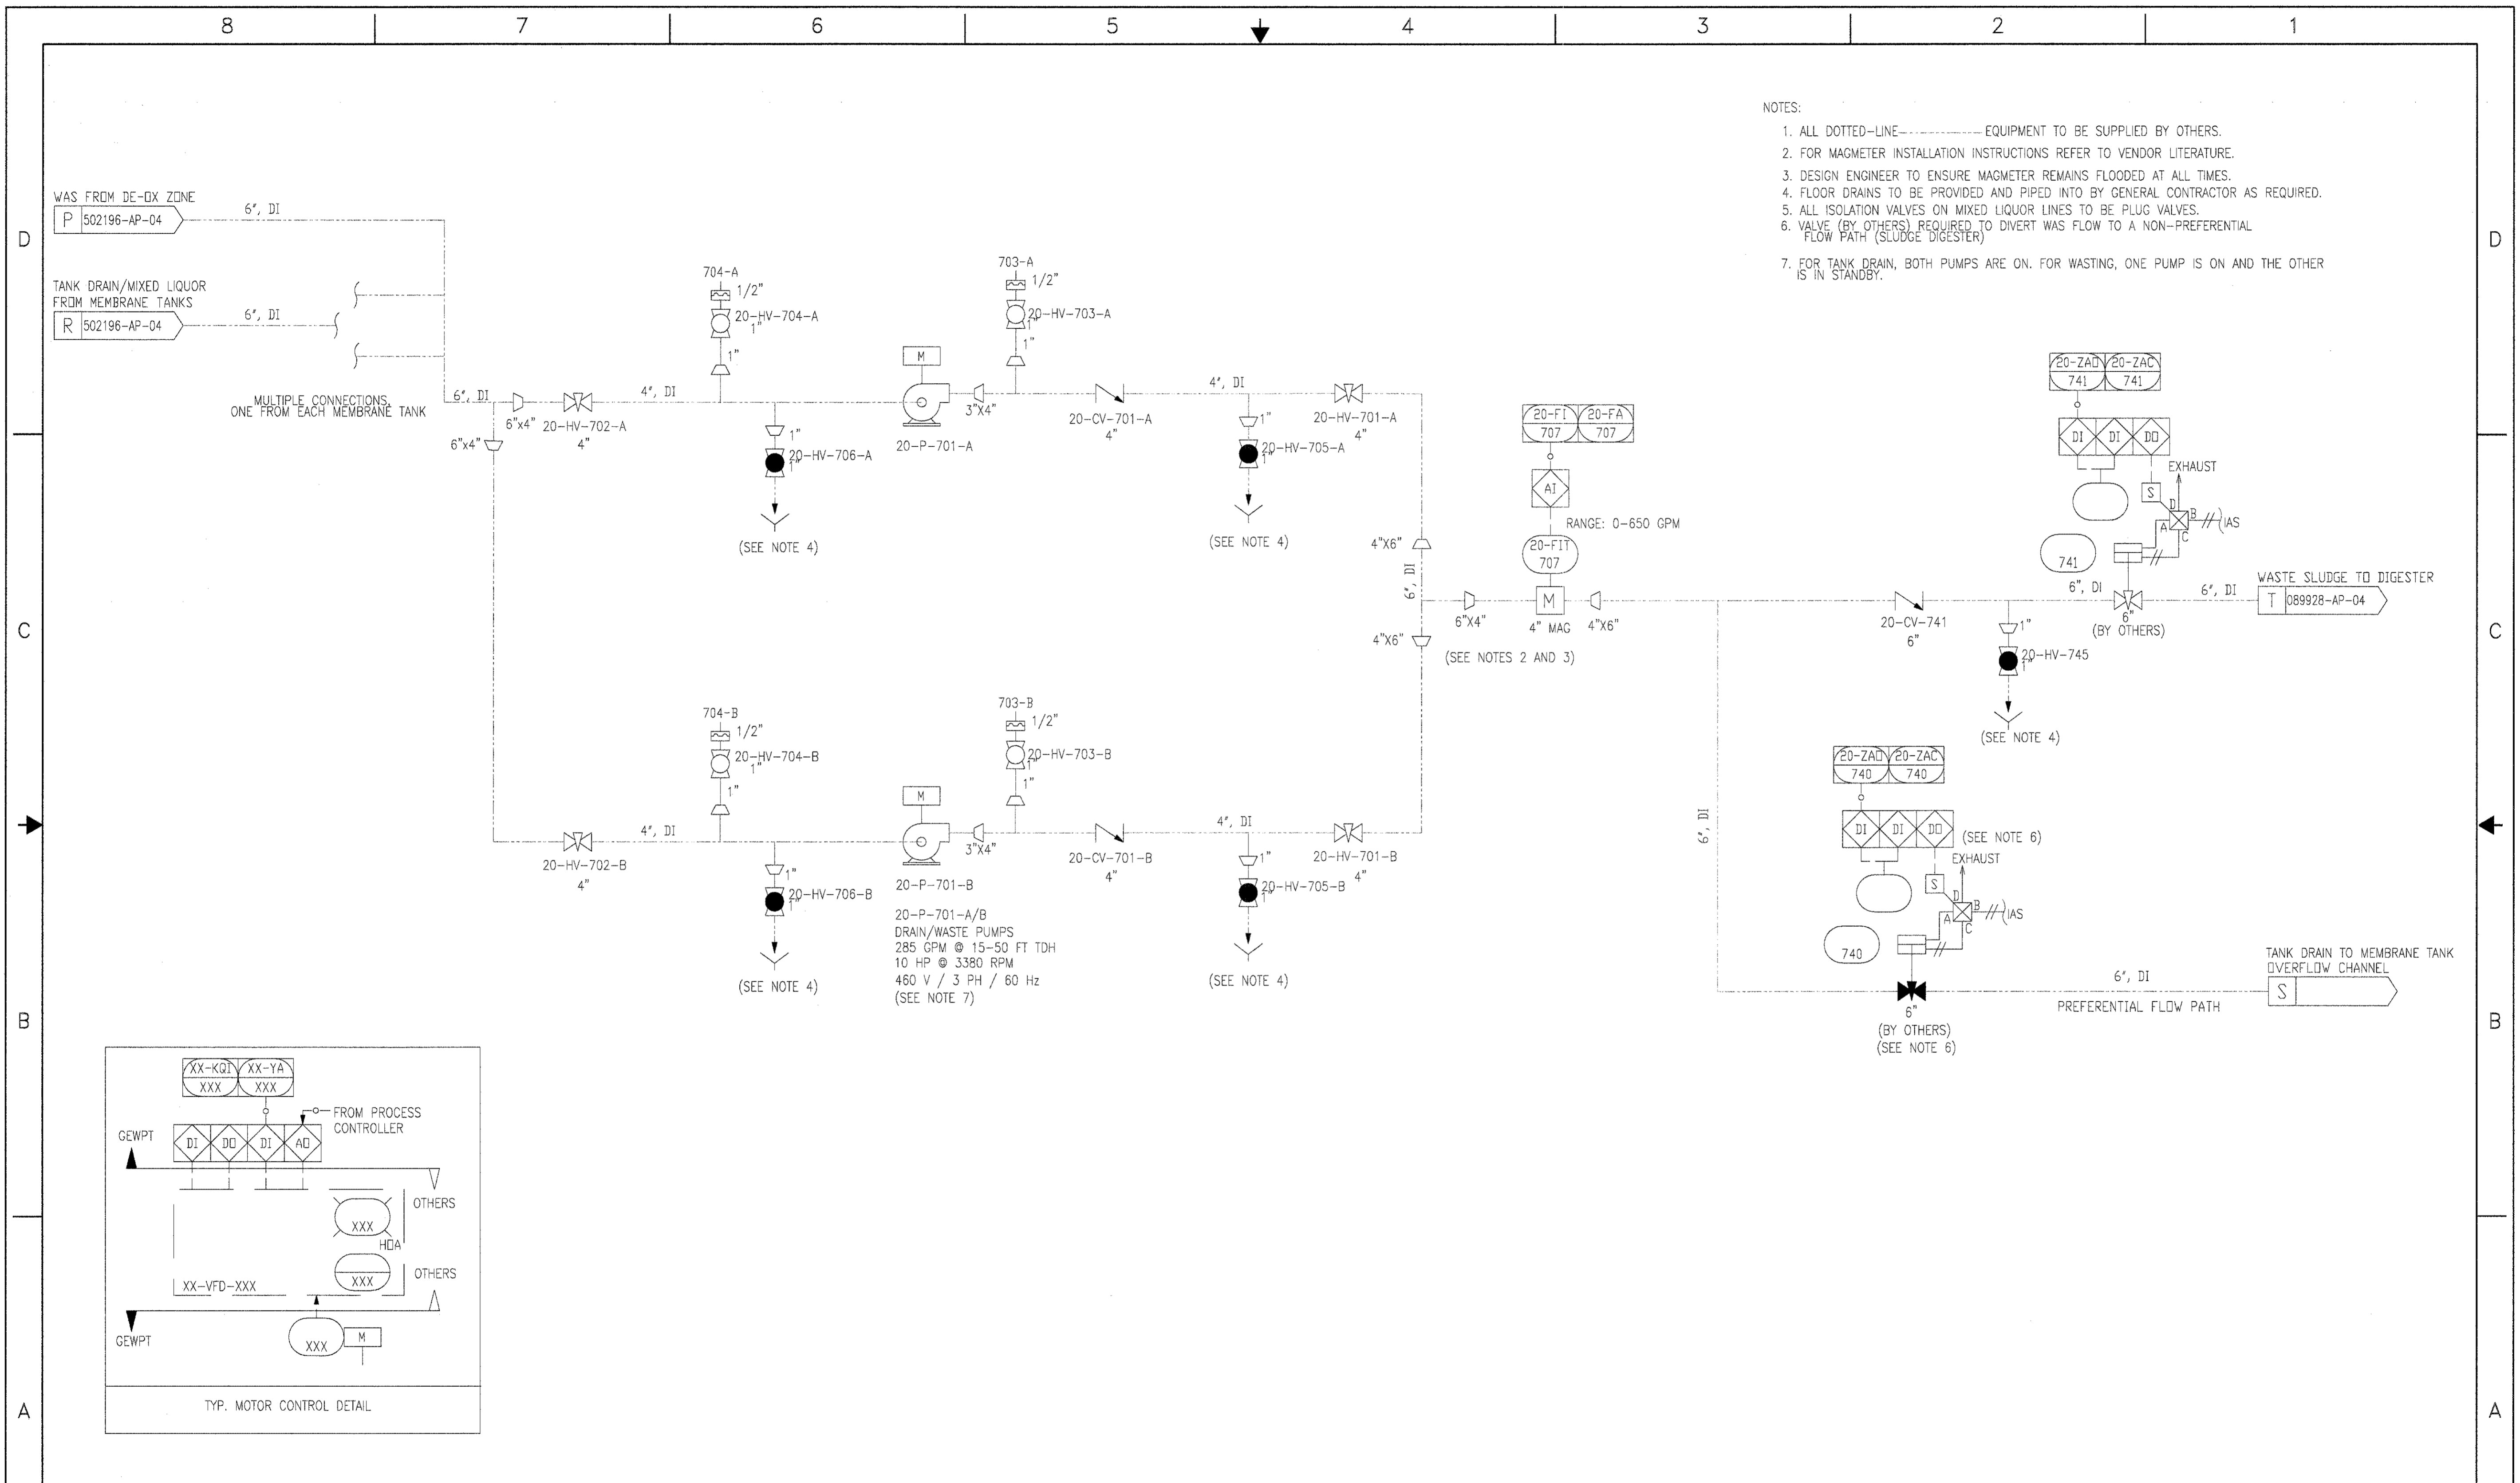 8 7 6 5 4 3 2 1
NOTES:
1. ALL DOTTED-LINE EQUIPMENT TO BE SUPPLIED BY OTHERS.
2. FOR MAGMETER INSTALLATION INSTRUCTIONS REFER TO VENDOR LITERATURE.
3. DESIGN ENGINEER TO ENSURE MAGMETER REMAINS FLOODED AT ALL TIMES.
4. FLOOR DRAINS TO BE PROVIDED AND PIPED INTO BY GENERAL CONTRACTOR AS REQUIRED.
5. ALL ISOLATION VALVES ON MIXED LIQUOR LINES TO BE PLUG VALVES.
6. VALVE (BY OTHERS) REQUIRED TO DIVERT WAS FLOW TO A NON-PREFERENTIAL
FLOW PATH (SLUDGE DIGESTER)
7. FOR TANK DRAIN, BOTH PUMPS ARE ON. FOR WASTING, ONE PUMP IS ON AND THE OTHER
IS IN STANDBY.
D
D
WAS FROM DE-OX ZONE
P 502196-AP-04
6", DI
TANK DRAIN/MIXED LIQUOR
FROM MEMBRANE TANKS
R 502196-AP-04
6", DI
MULTIPLE CONNECTIONS,
ONE FROM EACH MEMBRANE TANK
6", DI
6"x4"
20-HV-702-A
4"
6"x4"
4", DI
704-A
1/2"
20-HV-704-A
1"
1"
1"
20-HV-706-A
1"
(SEE NOTE 4)
M
20-P-701-A
3"X4"
703-A
1/2"
20-HV-703-A
1"
1"
20-CV-701-A
4"
4", DI
1"
20-HV-705-A
1"
(SEE NOTE 4)
20-HV-701-A
4"
4"X6"
6", DI
4"X6"
6"X4"
20-FI 20-FA
707 707
AI
RANGE: 0-650 GPM
20-FIT
707
M
4" MAG
4"X6"
(SEE NOTES 2 AND 3)
20-ZAO 20-ZAC
741 741
DI DI DO
EXHAUST
S
D
A B
C
IAS
741
6", DI
6"
(BY OTHERS)
6", DI
WASTE SLUDGE TO DIGESTER
T 089928-AP-04
20-CV-741
6"
1"
20-HV-745
1"
(SEE NOTE 4)
C
C
4", DI
20-HV-702-B
4"
704-B
1/2"
20-HV-704-B
1"
1"
1"
20-HV-706-B
1"
(SEE NOTE 4)
M
20-P-701-B
20-P-701-A/B
DRAIN/WASTE PUMPS
285 GPM @ 15-50 FT TDH
10 HP @ 3380 RPM
460 V / 3 PH / 60 Hz
(SEE NOTE 7)
3"X4"
703-B
1/2"
20-HV-703-B
1"
1"
20-CV-701-B
4"
4", DI
1"
20-HV-705-B
1"
(SEE NOTE 4)
20-HV-701-B
4"
6", DI
20-ZAO 20-ZAC
740 740
DI DI DO
(SEE NOTE 6)
EXHAUST
S
D
A B
C
IAS
740
6"
(BY OTHERS)
(SEE NOTE 6)
6", DI
PREFERENTIAL FLOW PATH
TANK DRAIN TO MEMBRANE TANK
OVERFLOW CHANNEL
S
B
B
XX-KQI XX-YA
XXX XXX
FROM PROCESS
CONTROLLER
GEWPT
DI DO DI AO
OTHERS
XXX
HOA
XXX
OTHERS
XX-VFD-XXX
GEWPT
XXX
M
TYP. MOTOR CONTROL DETAIL
A
A